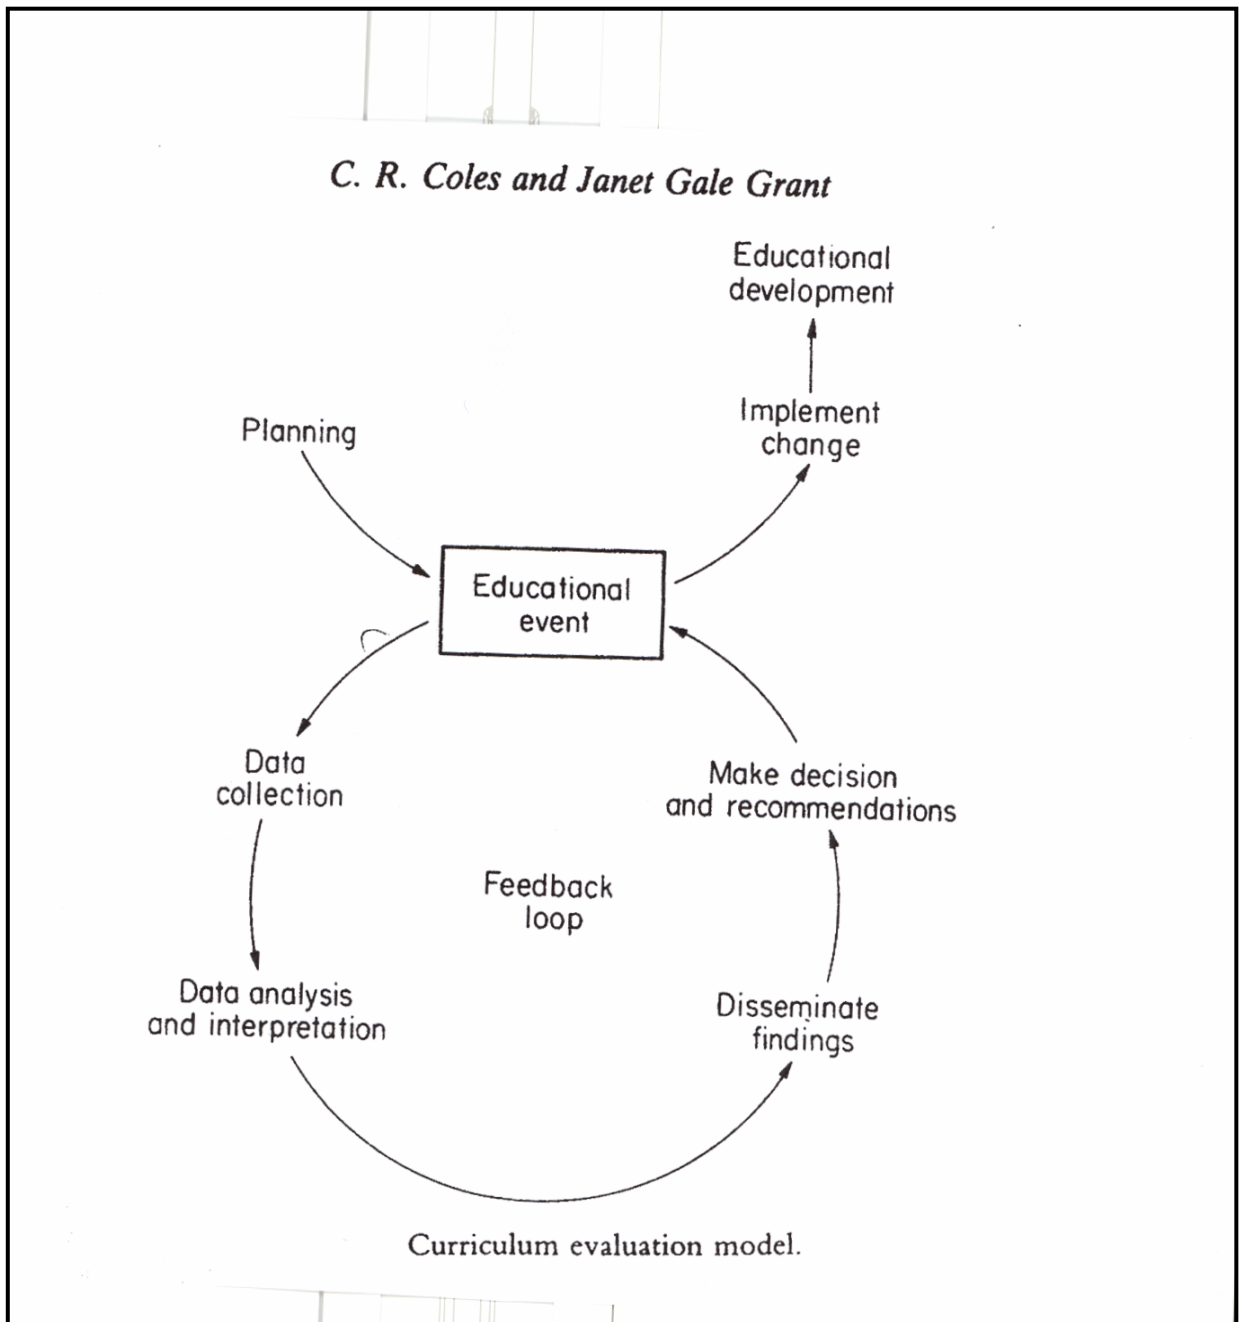 C. R. Coles and Janet Gale Grant
Educational
development
Implement
change
Planning
Educational
event
Data
collection
Make decision
and recommendations
Feedback
loop
Data analysis
and interpretation
Disseminate
findings
Curriculum evaluation model.